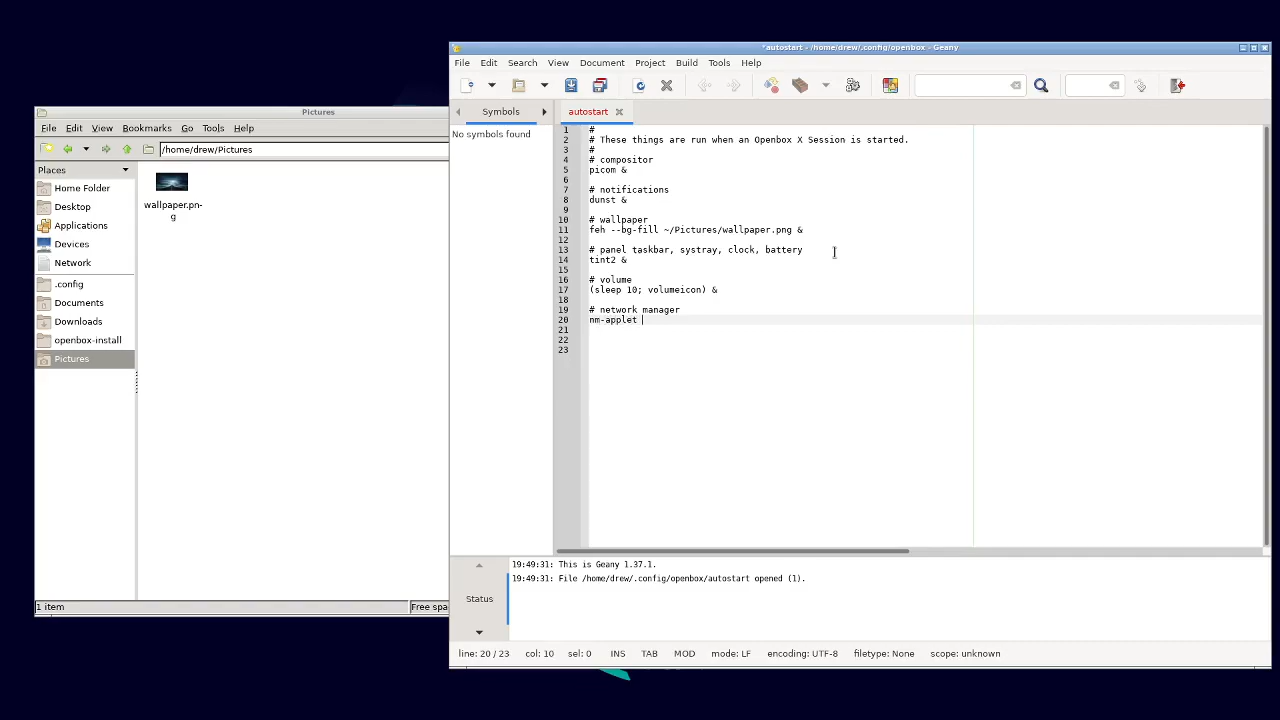 *autostart - /home/drew/.config/openbox - Geany
File Edit Search View Document Project Build Tools Help
Symbols
autostart
No symbols found
1 #
2 # These things are run when an Openbox X Session is started.
3 #
4 # compositor
5 picom &
6
7 # notifications
8 dunst &
9
10 # wallpaper
11 feh --bg-fill ~/Pictures/wallpaper.png &
12
13 # panel taskbar, systray, clock, battery
14 tint2 &
15
16 # volume
17 (sleep 10; volumeicon) &
18
19 # network manager
20 nm-applet
21
22
23
Status
19:49:31: This is Geany 1.37.1.
19:49:31: File /home/drew/.config/openbox/autostart opened (1).
line: 20 / 23 col: 10 sel: 0 INS TAB MOD mode: LF encoding: UTF-8 filetype: None scope: unknown
Pictures
File Edit View Bookmarks Go Tools Help
/home/drew/Pictures
Places
Home Folder
Desktop
Applications
Devices
Network
.config
Documents
Downloads
openbox-install
Pictures
wallpaper.pn-
g
1 item
Free spa